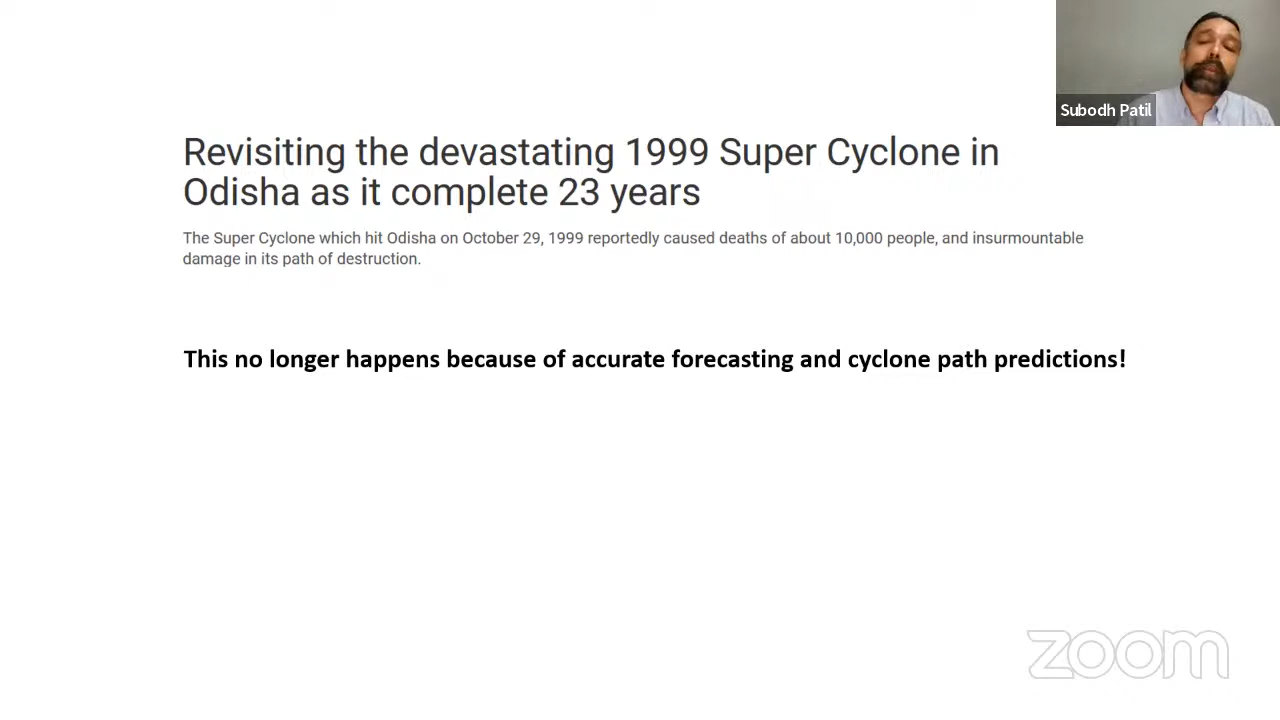 Subodh Patil
Revisiting the devastating 1999 Super Cyclone in
Odisha as it complete 23 years
The Super Cyclone which hit Odisha on October 29, 1999 reportedly caused deaths of about 10,000 people, and insurmountable
damage in its path of destruction.
This no longer happens because of accurate forecasting and cyclone path predictions!
zoom